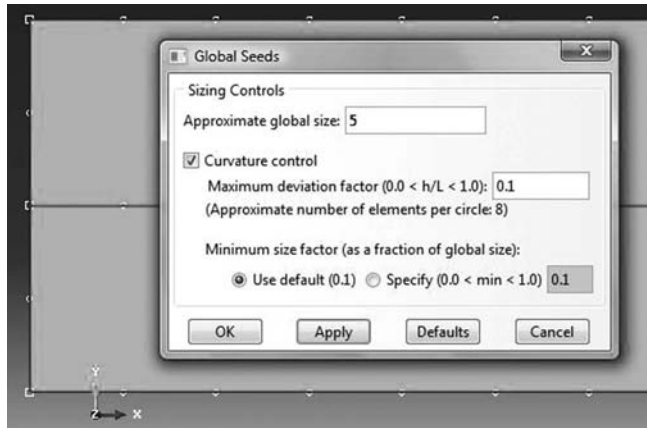 Global Seeds
Sizing Controls
Approximate global size: 5
Curvature control
Maximum deviation factor (0.0 < h/L < 1.0): 0.1
(Approximate number of elements per circle: 8)
Minimum size factor (as a fraction of global size):
Use default (0.1) Specify (0.0 < min < 1.0) 0.1
OK Apply Defaults Cancel
Y
Z X